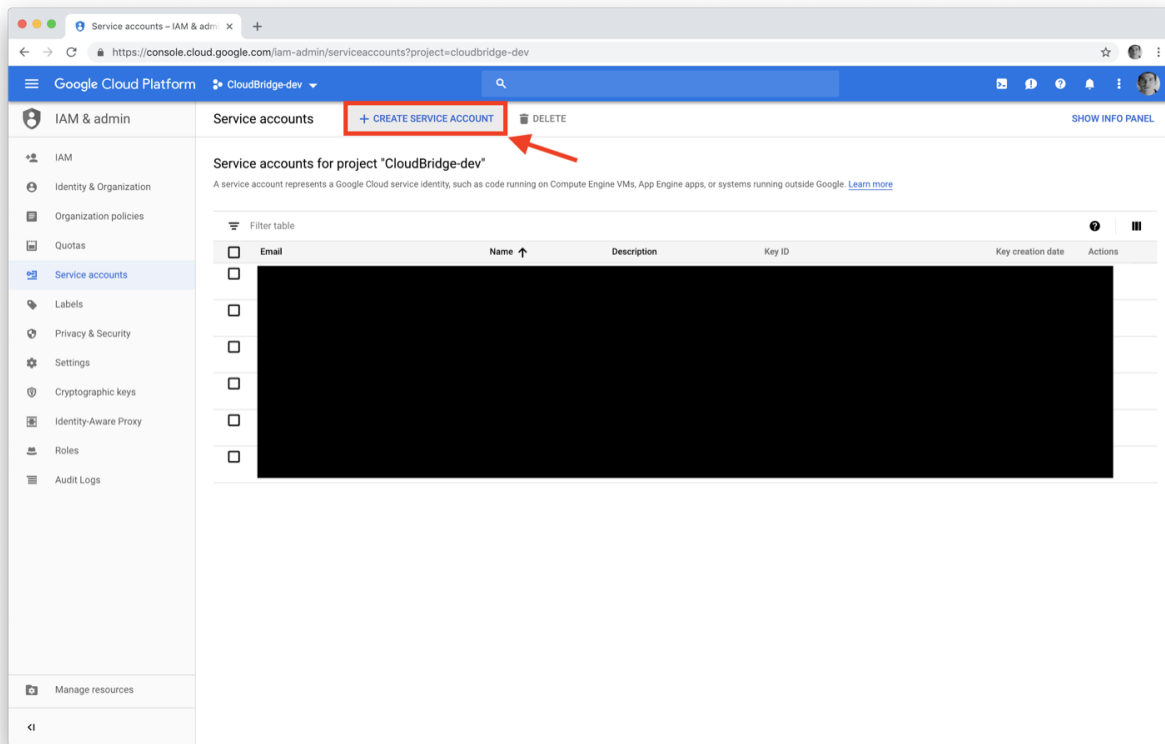 Service accounts – IAM & adm
https://console.cloud.google.com/iam-admin/serviceaccounts?project=cloudbridge-dev
Google Cloud Platform CloudBridge-dev
IAM & admin
Service accounts + CREATE SERVICE ACCOUNT DELETE SHOW INFO PANEL
IAM
Identity & Organization
Organization policies
Quotas
Service accounts
Labels
Privacy & Security
Settings
Cryptographic keys
Identity-Aware Proxy
Roles
Audit Logs
Manage resources
Service accounts for project "CloudBridge-dev"
A service account represents a Google Cloud service identity, such as code running on Compute Engine VMs, App Engine apps, or systems running outside Google. Learn more
Filter table
Email Name Description Key ID Key creation date Actions